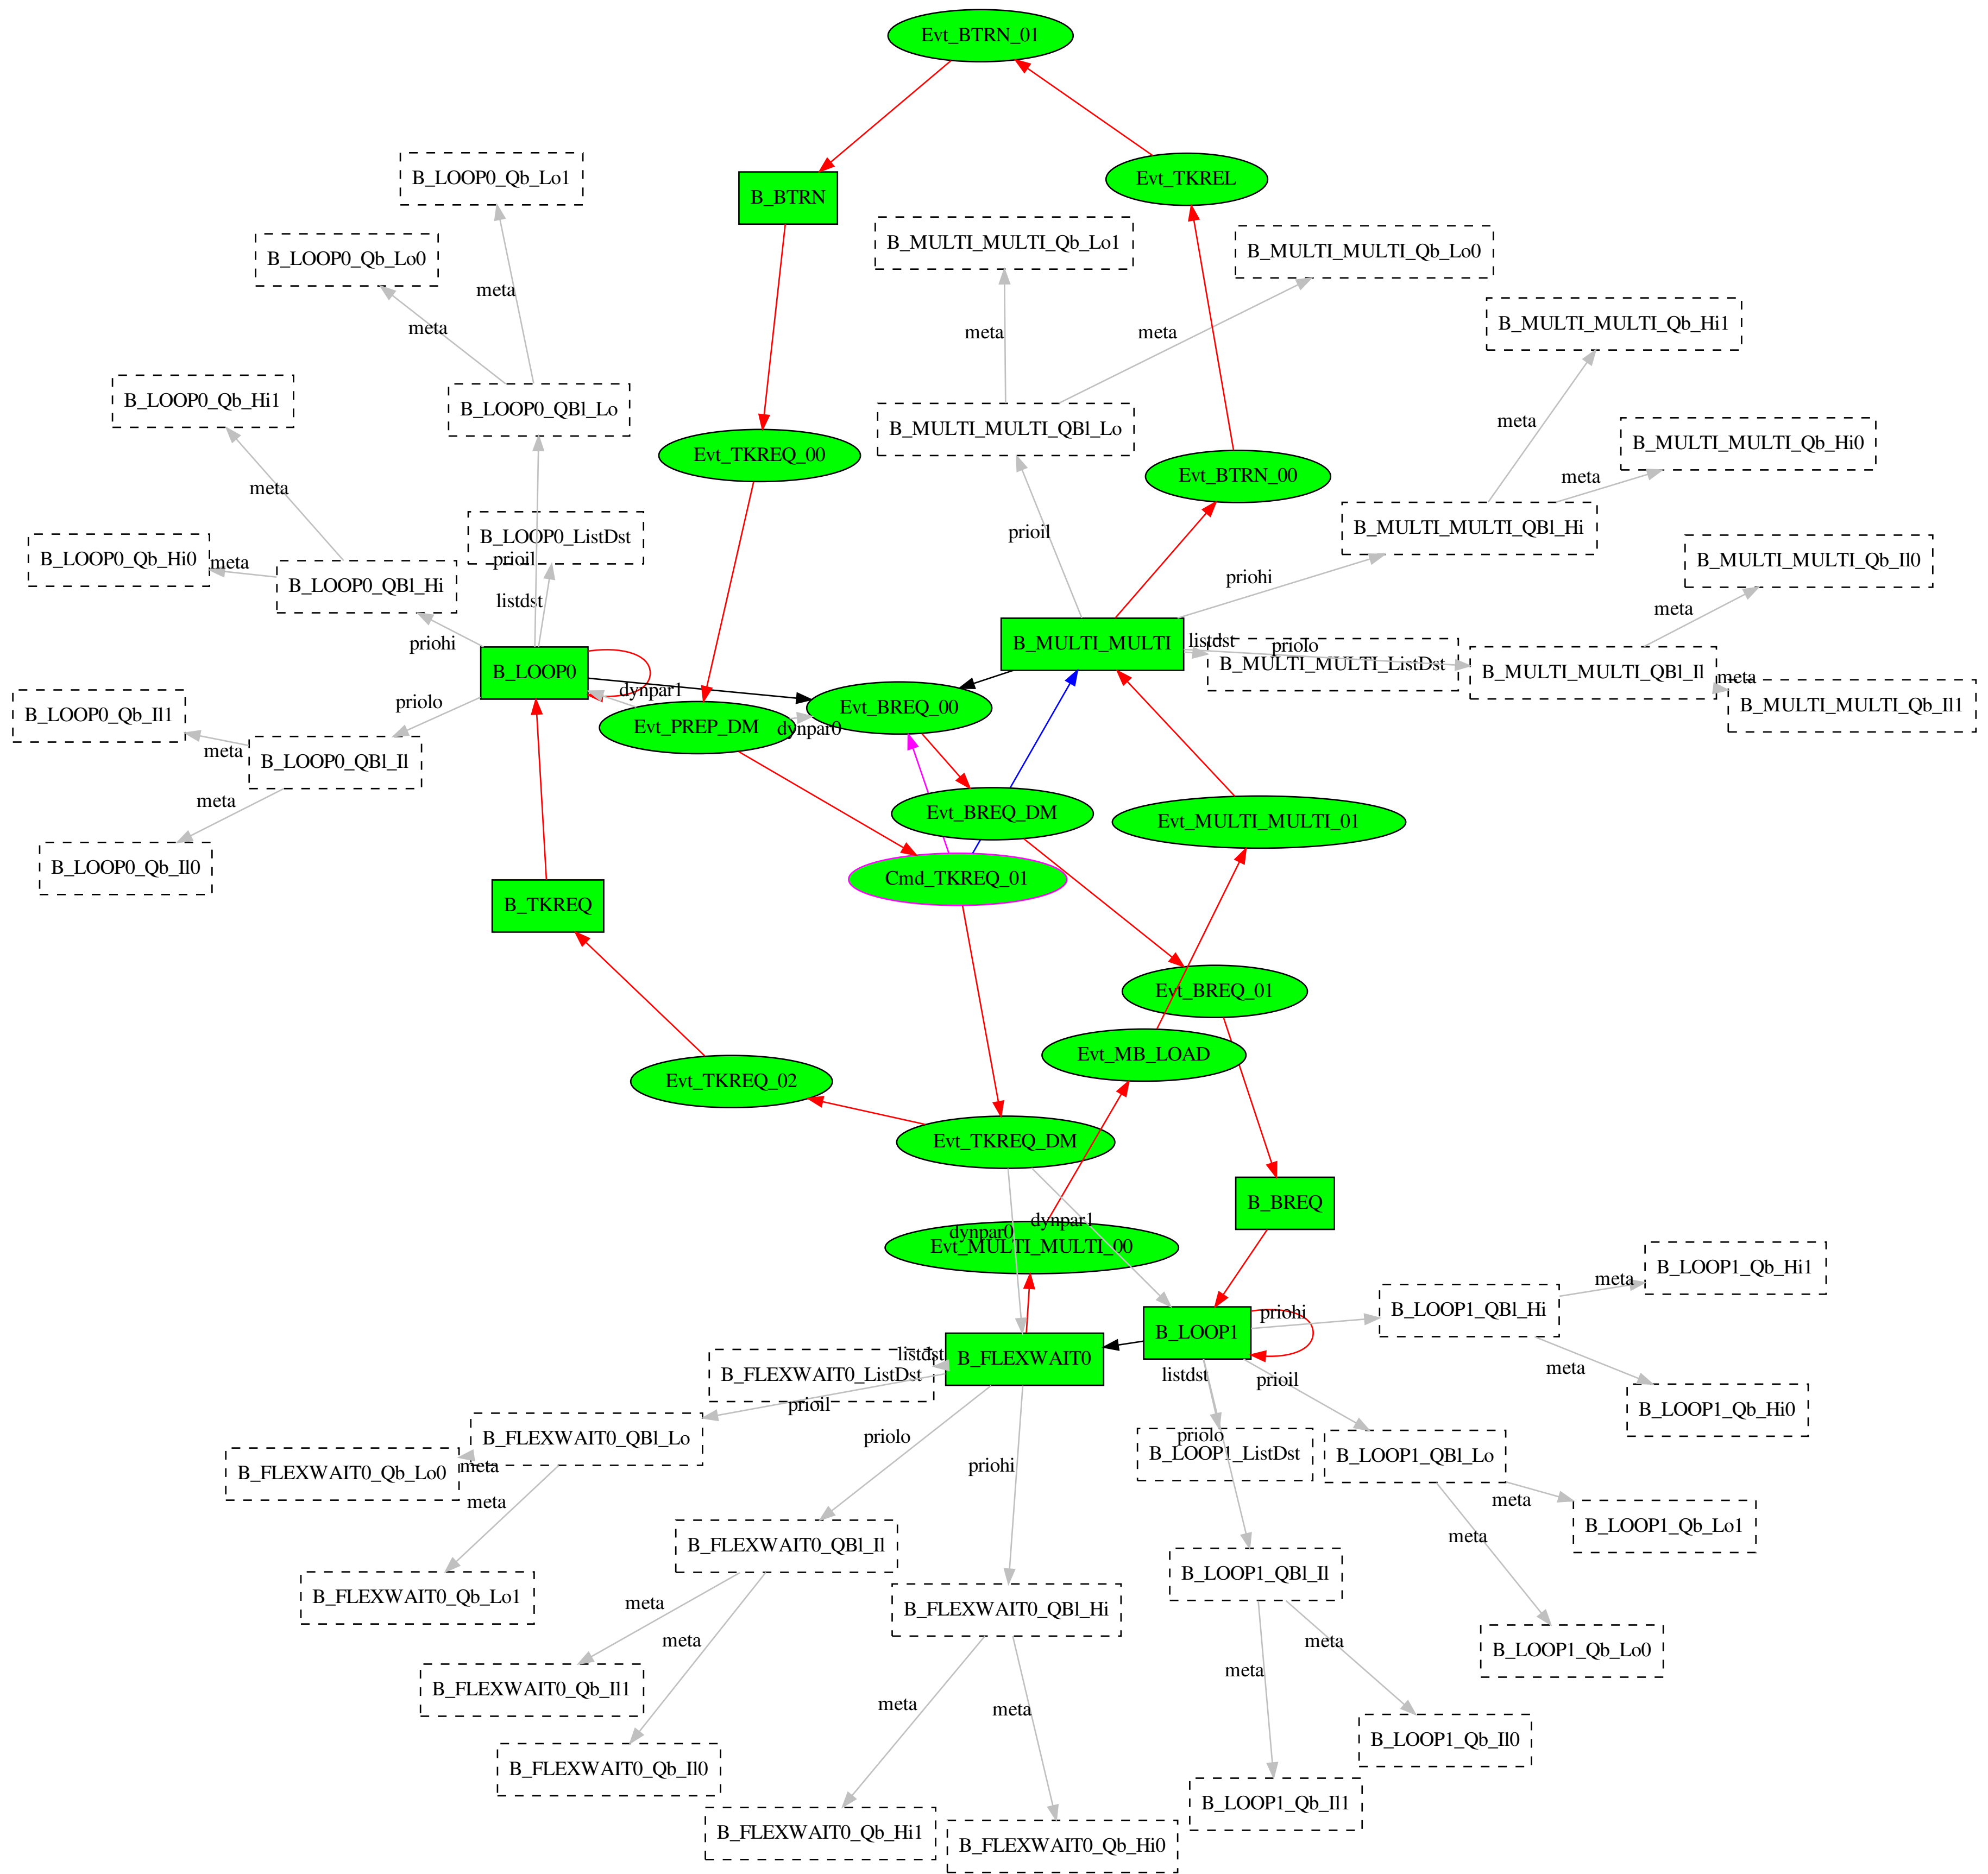 Evt_BTRN_01
B_LOOP0_Qb_Lo1
Evt_TKREL
B_BTRN
B_MULTI_MULTI_Qb_Lo1
B_MULTI_MULTI_Qb_Lo0
B_LOOP0_Qb_Lo0
meta
B_MULTI_MULTI_Qb_Hi1
meta
meta
meta
B_LOOP0_Qb_Hi1
B_LOOP0_QBl_Lo
B_MULTI_MULTI_QBl_Lo
meta
B_MULTI_MULTI_Qb_Hi0
Evt_TKREQ_00
Evt_BTRN_00
meta
meta
B_LOOP0_ListDst
prioil
B_MULTI_MULTI_QBl_Hi
B_LOOP0_Qb_Hi0
meta
prioil
B_MULTI_MULTI_Qb_Il0
B_LOOP0_QBl_Hi
priohi
listdst
meta
priohi
B_MULTI_MULTI
listdst
priolo
B_LOOP0
B_MULTI_MULTI_ListDst
B_MULTI_MULTI_QBl_Il
meta
dynpar1
priolo
B_LOOP0_Qb_Il1
Evt_BREQ_00
B_MULTI_MULTI_Qb_Il1
Evt_PREP_DM
dynpar0
meta
B_LOOP0_QBl_Il
meta
Evt_BREQ_DM
Evt_MULTI_MULTI_01
B_LOOP0_Qb_Il0
Cmd_TKREQ_01
B_TKREQ
Evt_BREQ_01
Evt_MB_LOAD
Evt_TKREQ_02
Evt_TKREQ_DM
B_BREQ
dynpar1
dynpar0
Evt_MULTI_MULTI_00
B_LOOP1_Qb_Hi1
meta
B_LOOP1_QBl_Hi
priohi
B_LOOP1
listdst
B_FLEXWAIT0
meta
B_FLEXWAIT0_ListDst
listdst
prioil
prioil
B_LOOP1_Qb_Hi0
B_FLEXWAIT0_QBl_Lo
priolo
priolo
B_LOOP1_ListDst
B_LOOP1_QBl_Lo
B_FLEXWAIT0_Qb_Lo0
meta
priohi
meta
meta
B_LOOP1_Qb_Lo1
meta
B_FLEXWAIT0_QBl_Il
B_LOOP1_QBl_Il
B_FLEXWAIT0_Qb_Lo1
meta
B_FLEXWAIT0_QBl_Hi
meta
meta
B_LOOP1_Qb_Lo0
meta
B_FLEXWAIT0_Qb_Il1
meta
meta
B_LOOP1_Qb_Il0
B_FLEXWAIT0_Qb_Il0
B_LOOP1_Qb_Il1
B_FLEXWAIT0_Qb_Hi1
B_FLEXWAIT0_Qb_Hi0